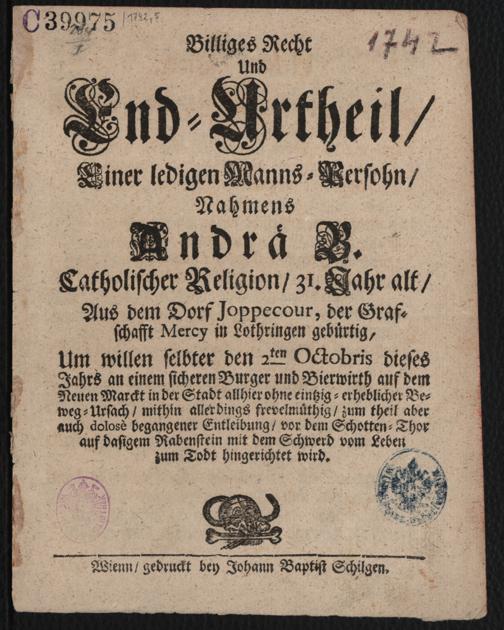 C39975 / 1742,8
1742
Billiges Recht
Und
End-Urtheil/
Einer ledigen Manns-Persohn/
Nahmens
Andrä P.
Catholischer Religion/ 31. Jahr alt/
Aus dem Dorf Joppecour, der Graf-
schafft Mercy in Lothringen gebürtig,
Um willen selbter den 2ten Octobris dieses
Jahrs an einem sicheren Burger und Bierwirth auf dem
Neuen Marckt in der Stadt allhier ohne eintzig-erheblicher Be-
weg-Ursach/ mithin allerdings frevelmüthig/ zum theil aber
auch dolosè begangener Entleibung/ vor dem Schotten-Thor
auf dasigem Rabenstein mit dem Schwerd vom Leben
zum Todt hingerichtet wird.
Wienn/ gedruckt bey Johann Baptist Schilgen.